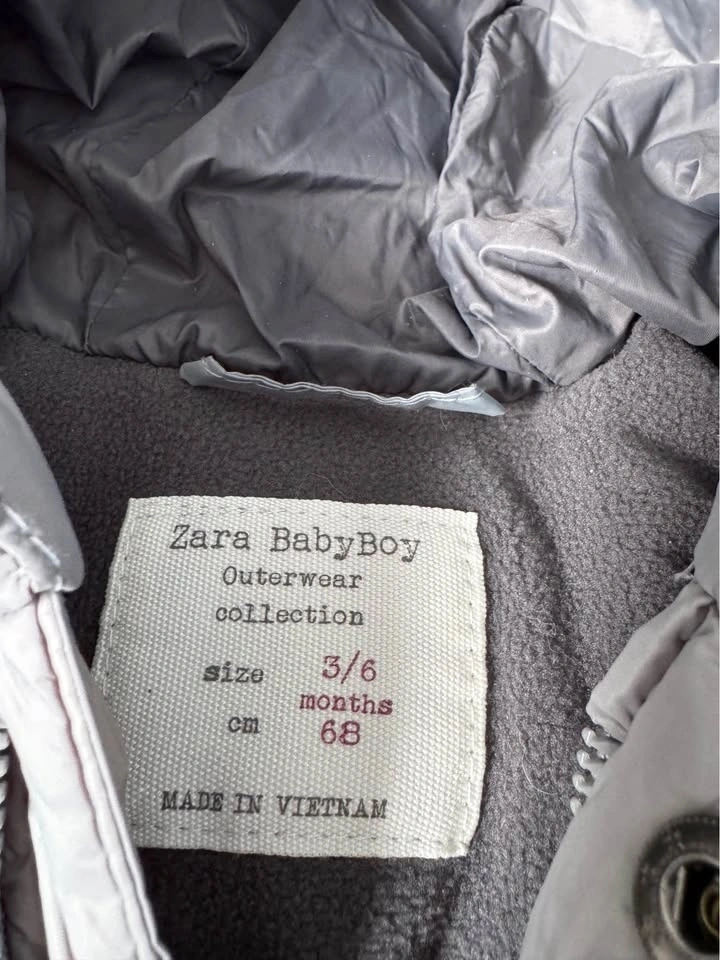 Zara BabyBoy
Outerwear
collection
size 3/6
months
cm 68
MADE IN VIETNAM